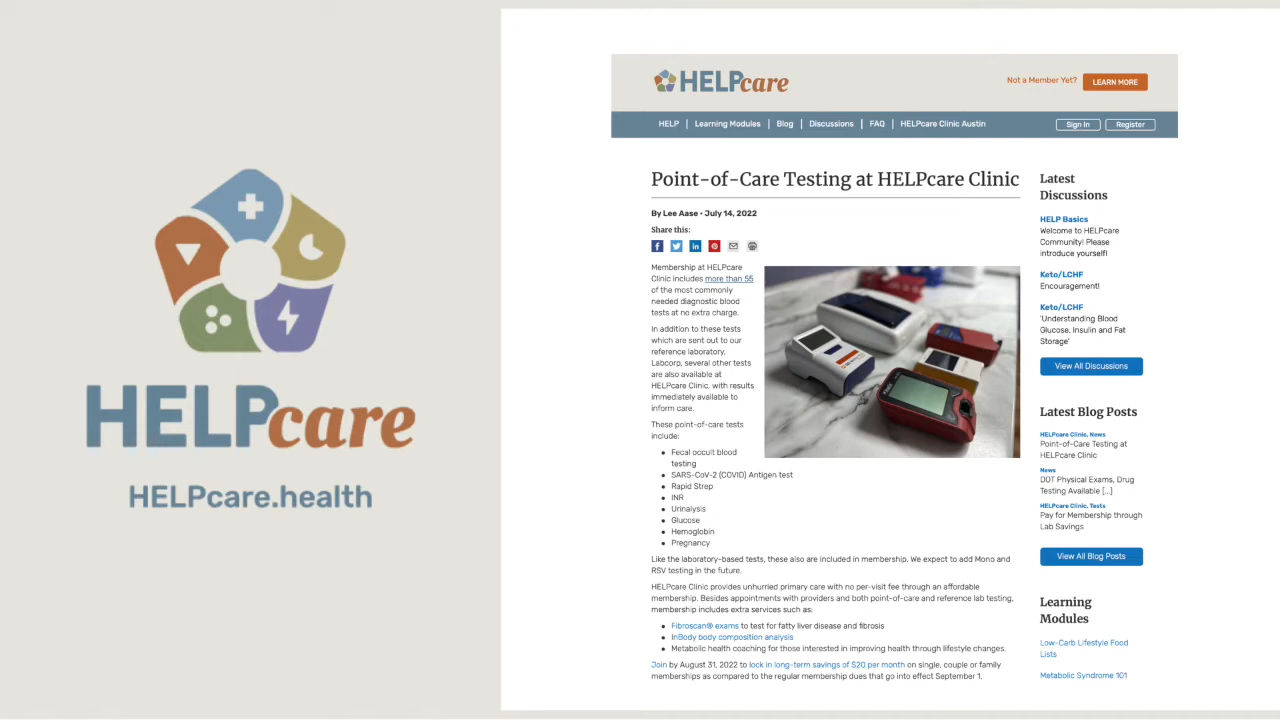 HELPcare
HELPcare.health
HELPcare
Not a Member Yet?
LEARN MORE
HELP
Learning Modules
Blog
Discussions
FAQ
HELPcare Clinic Austin
Sign In
Register
Point-of-Care Testing at HELPcare Clinic
By Lee Aase • July 14, 2022
Share this:
Membership at HELPcare
Clinic includes more than 55
of the most commonly
needed diagnostic blood
tests at no extra charge.
In addition to these tests
which are sent out to our
reference laboratory,
Labcorp, several other tests
are also available at
HELPcare Clinic, with results
immediately available to
inform care.
These point-of-care tests
include:
Fecal occult blood
testing
SARS-CoV-2 (COVID) Antigen test
Rapid Strep
INR
Urinalysis
Glucose
Hemoglobin
Pregnancy
Like the laboratory-based tests, these also are included in membership. We expect to add Mono and
RSV testing in the future.
HELPcare Clinic provides unhurried primary care with no per-visit fee through an affordable
membership. Besides appointments with providers and both point-of-care and reference lab testing,
membership includes extra services such as:
Fibroscan® exams to test for fatty liver disease and fibrosis
InBody body composition analysis
Metabolic health coaching for those interested in improving health through lifestyle changes.
Join by August 31, 2022 to lock in long-term savings of $20 per month on single, couple or family
memberships as compared to the regular membership dues that go into effect September 1.
Latest
Discussions
HELP Basics
Welcome to HELPcare
Community! Please
introduce yourself!
Keto/LCHF
Encouragement!
Keto/LCHF
'Understanding Blood
Glucose, Insulin and Fat
Storage'
View All Discussions
Latest Blog Posts
HELPcare Clinic, News
Point-of-Care Testing at
HELPcare Clinic
News
DOT Physical Exams, Drug
Testing Available [...]
HELPcare Clinic, Tests
Pay for Membership through
Lab Savings
View All Blog Posts
Learning
Modules
Low-Carb Lifestyle Food
Lists
Metabolic Syndrome 101